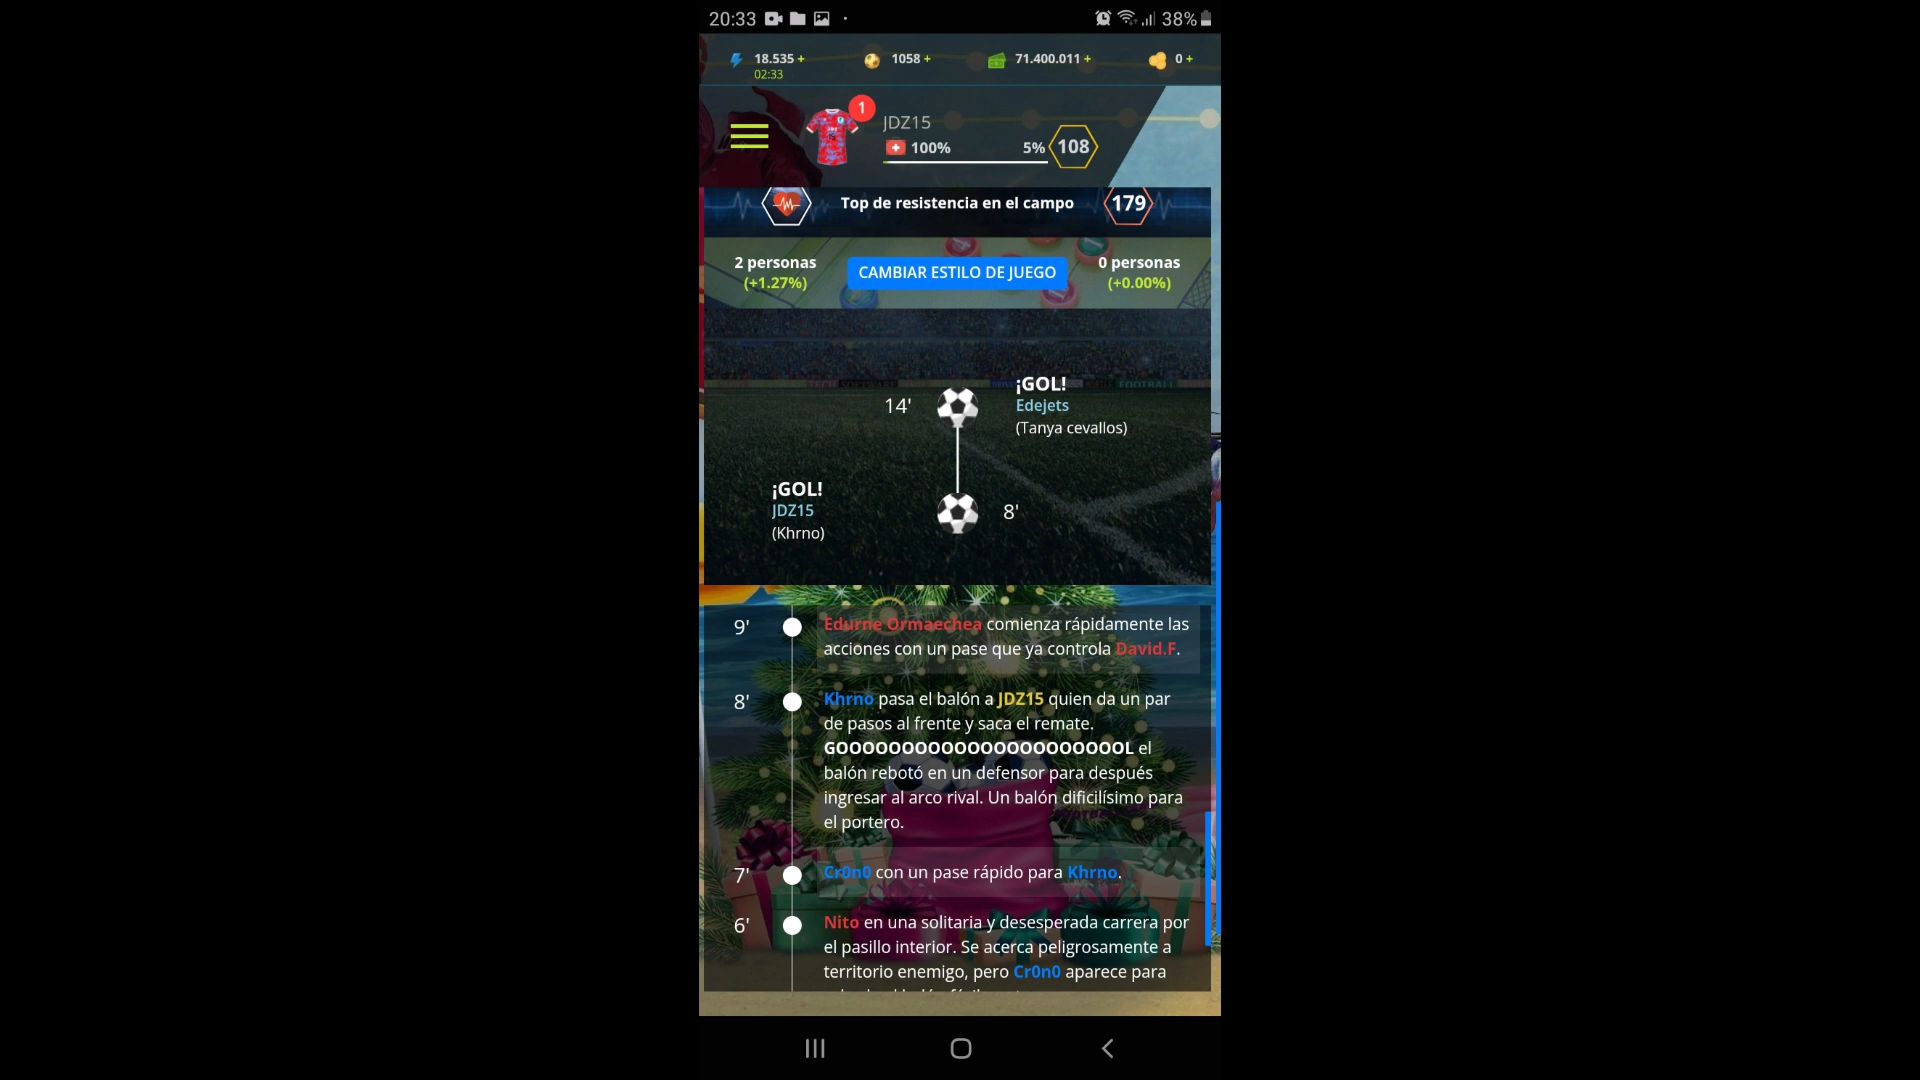 20:33
38%
18.535 +
02:33
1058 +
71.400.011 +
0 +
1
JDZ15
100%
5%
108
Top de resistencia en el campo
179
2 personas
(+1.27%)
CAMBIAR ESTILO DE JUEGO
0 personas
(+0.00%)
¡GOL!
14'
Edejets
(Tanya cevallos)
¡GOL!
JDZ15
8'
(Khrno)
9'
Edurne Ormaechea comienza rápidamente las
acciones con un pase que ya controla David.F.
8'
Khrno pasa el balón a JDZ15 quien da un par
de pasos al frente y saca el remate.
GOOOOOOOOOOOOOOOOOOOOOOL el
balón rebotó en un defensor para después
ingresar al arco rival. Un balón dificilísimo para
el portero.
7'
Cr0n0 con un pase rápido para Khrno.
6'
Nito en una solitaria y desesperada carrera por
el pasillo interior. Se acerca peligrosamente a
territorio enemigo, pero Cr0n0 aparece para